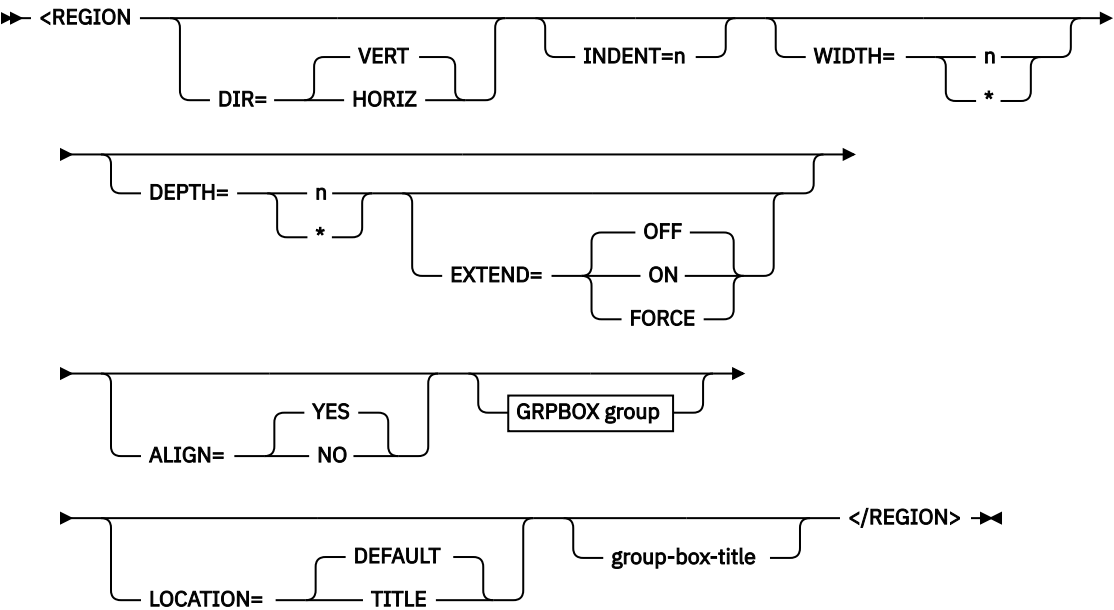 <REGION
VERT
DIR= HORIZ
INDENT=n
WIDTH= n
*
DEPTH= n
*
OFF
EXTEND= ON
FORCE
YES
ALIGN= NO
GRPBOX group
DEFAULT
LOCATION= TITLE
group-box-title
</REGION>